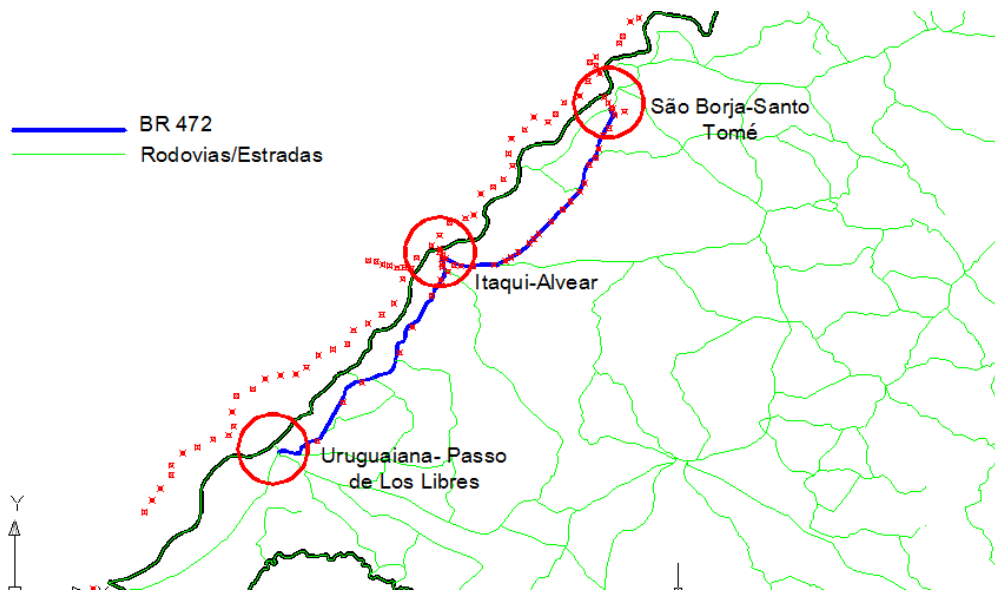 BR 472
Rodovias/Estradas
São Borja-Santo
Tomé
Itaqui-Alvear
Uruguaiana- Passo
de Los Libres
Y